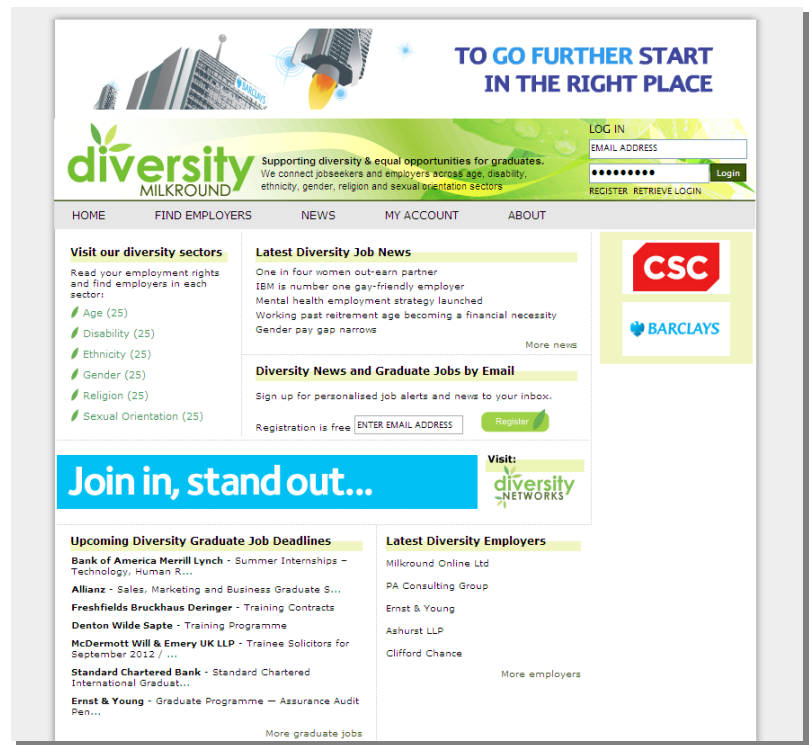 TO GO FURTHER START
IN THE RIGHT PLACE
BARCLAYS
diversity
MILKROUND
Supporting diversity & equal opportunities for graduates.
We connect jobseekers and employers across age, disability,
ethnicity, gender, religion and sexual orientation sectors
LOG IN
EMAIL ADDRESS
Login
REGISTER RETRIEVE LOGIN
HOME FIND EMPLOYERS NEWS MY ACCOUNT ABOUT
Visit our diversity sectors
Read your employment rights
and find employers in each
sector:
Age (25)
Disability (25)
Ethnicity (25)
Gender (25)
Religion (25)
Sexual Orientation (25)
Latest Diversity Job News
One in four women out-earn partner
IBM is number one gay-friendly employer
Mental health employment strategy launched
Working past reitrement age becoming a financial necessity
Gender pay gap narrows
More news
Diversity News and Graduate Jobs by Email
Sign up for personalised job alerts and news to your inbox.
Registration is free ENTER EMAIL ADDRESS Register
CSC
BARCLAYS
Join in, stand out...
Visit:
diversity
NETWORKS
Upcoming Diversity Graduate Job Deadlines
Bank of America Merrill Lynch - Summer Internships –
Technology, Human R...
Allianz - Sales, Marketing and Business Graduate S...
Freshfields Bruckhaus Deringer - Training Contracts
Denton Wilde Sapte - Training Programme
McDermott Will & Emery UK LLP - Trainee Solicitors for
September 2012 / ...
Standard Chartered Bank - Standard Chartered
International Graduat...
Ernst & Young - Graduate Programme — Assurance Audit
Pen...
More graduate jobs
Latest Diversity Employers
Milkround Online Ltd
PA Consulting Group
Ernst & Young
Ashurst LLP
Clifford Chance
More employers